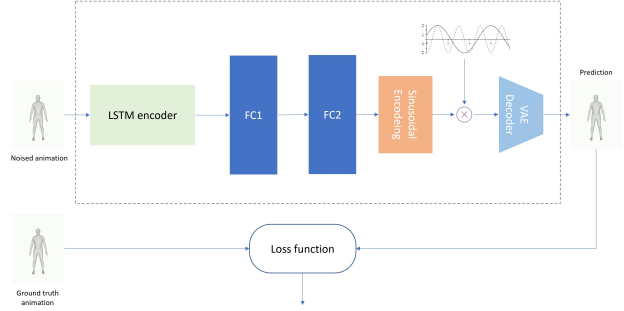 Noised animation
LSTM encoder
FC1
FC2
Sinusoidal
Encodeing
VAE
Decoder
Prediction
Ground truth
animation
Loss function